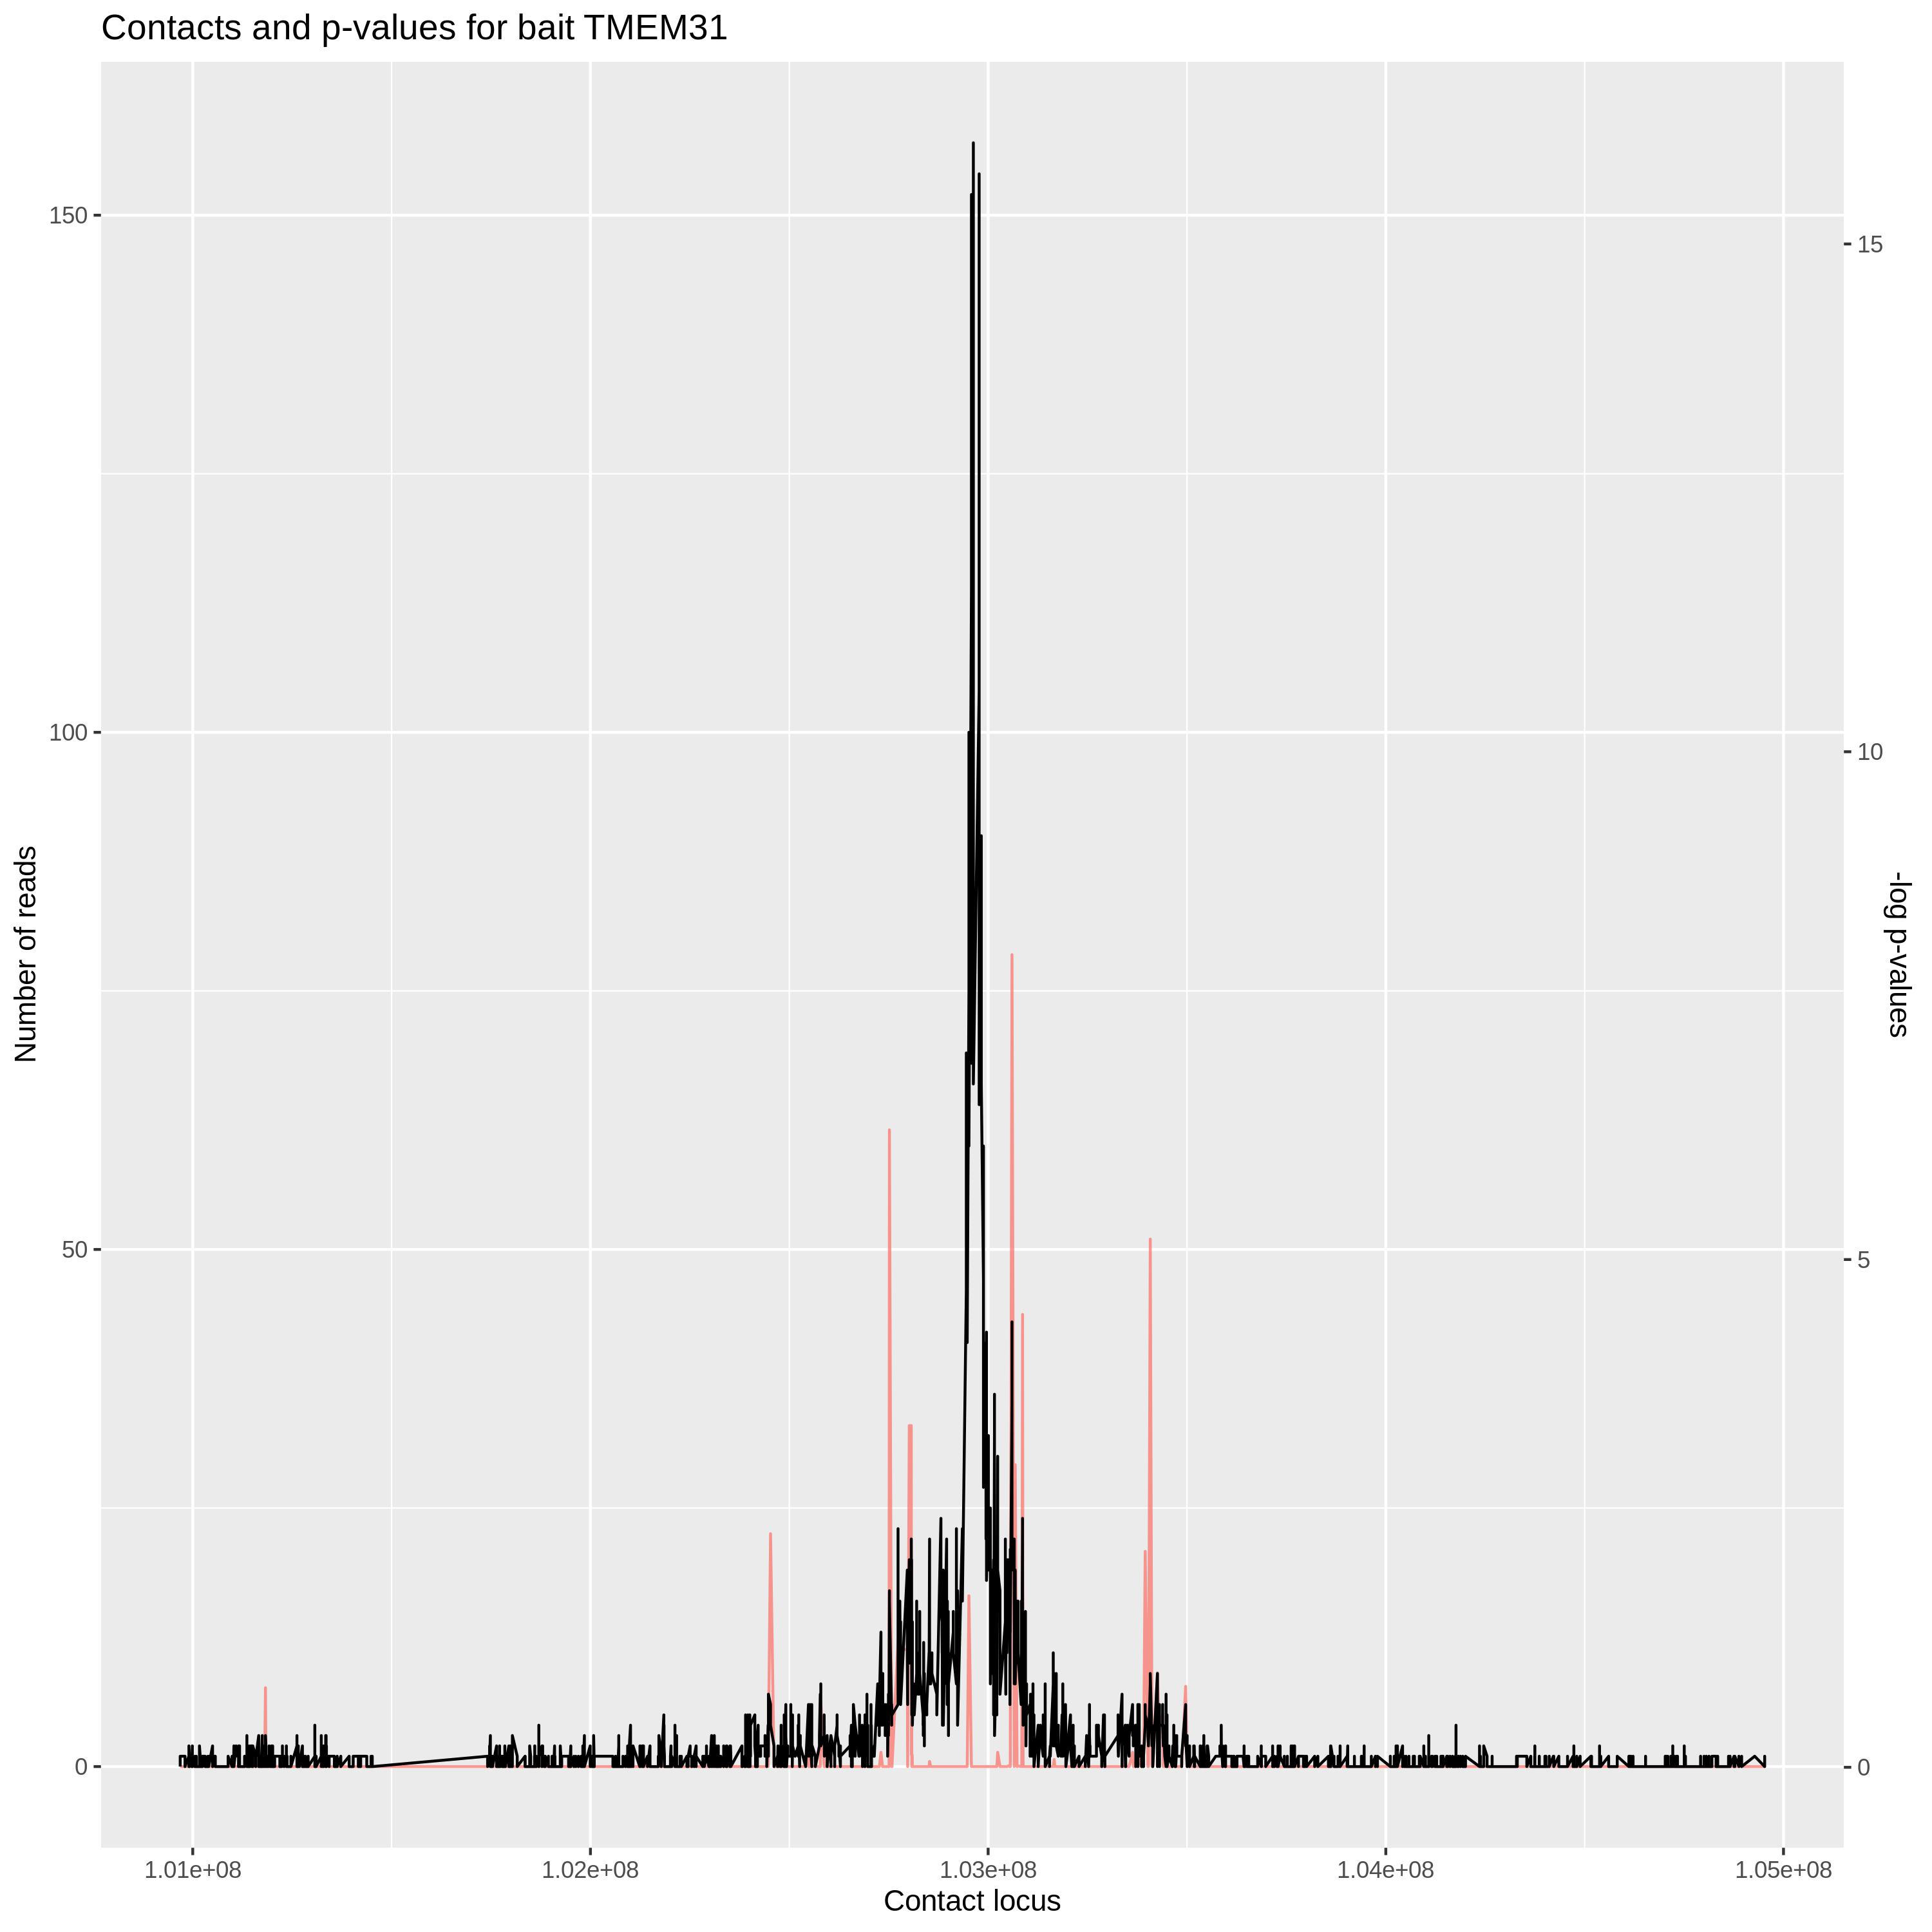 Contacts and p-values for bait TMEM31
150
100
50
0
Number of reads
15
10
5
0
-log p-values
1.01e+08
1.02e+08
1.03e+08
1.04e+08
1.05e+08
Contact locus